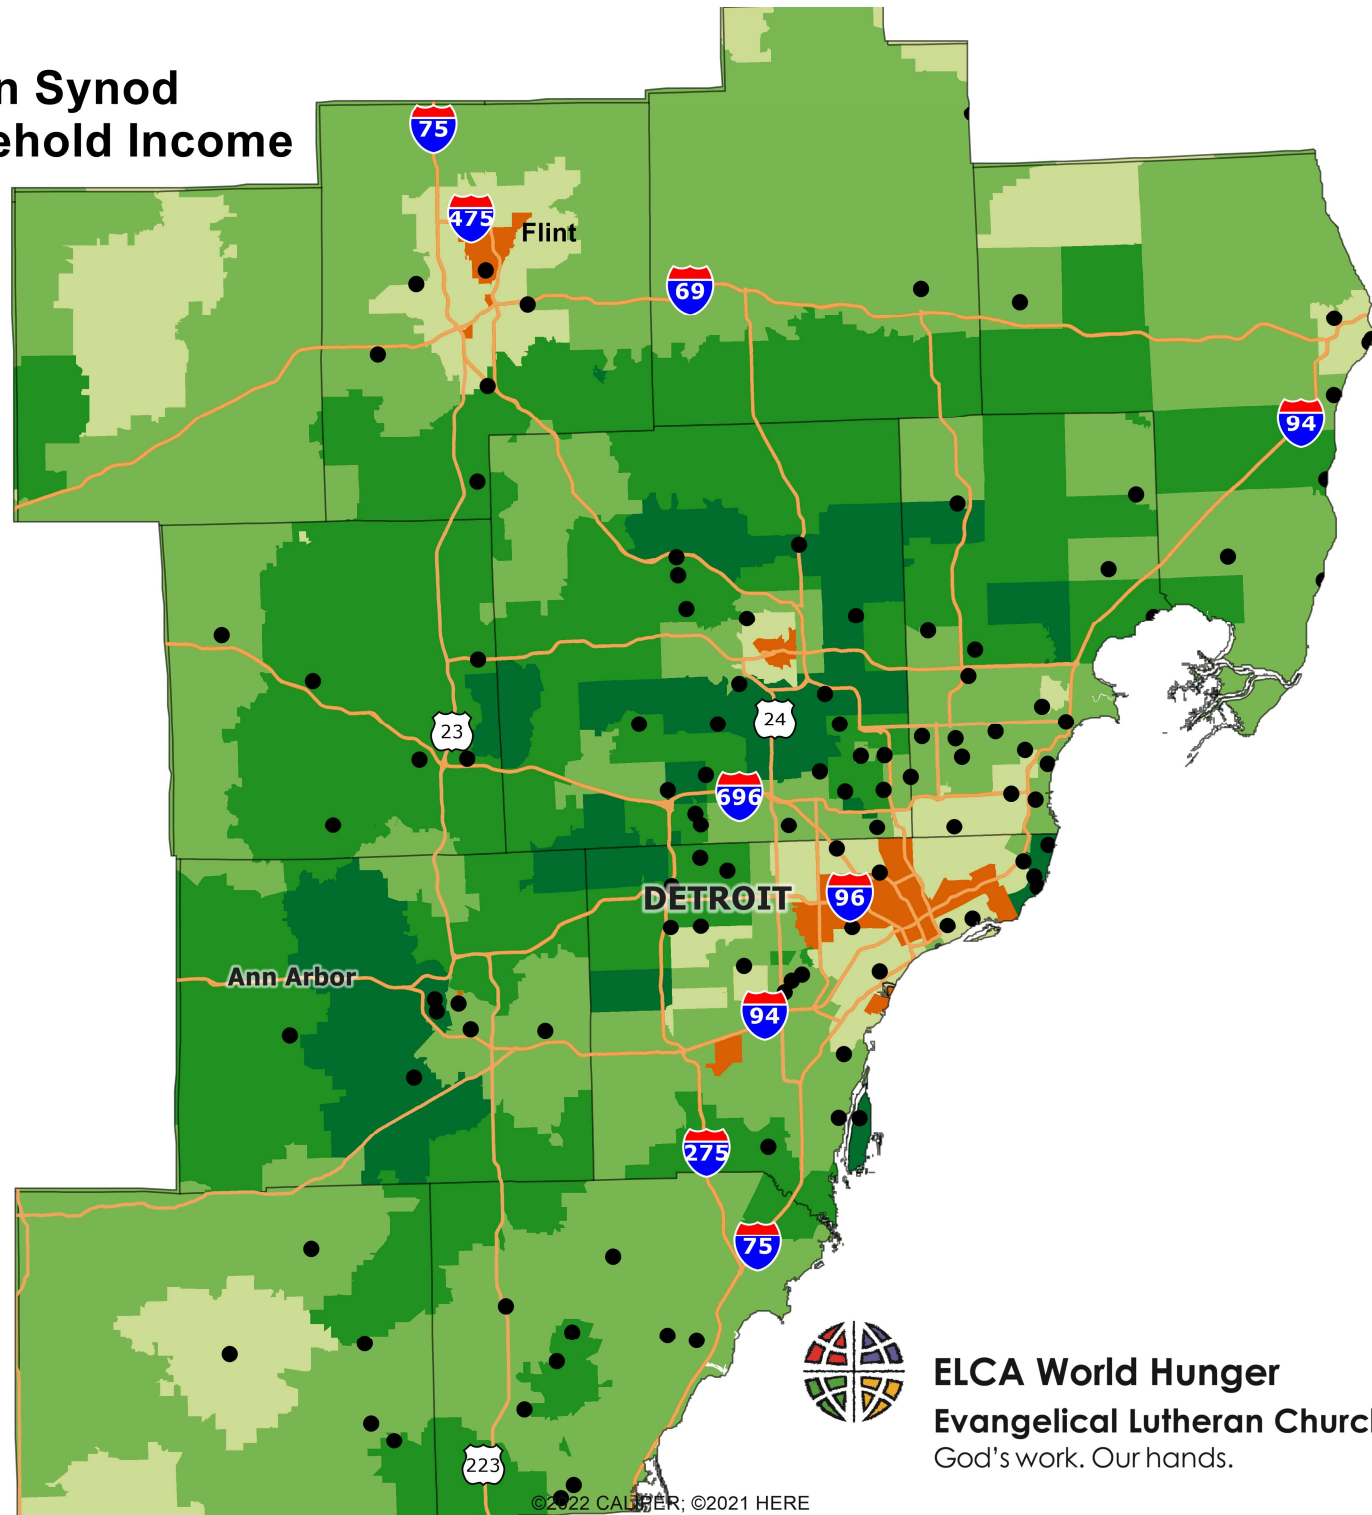 n Synod
ehold Income
75
475
Flint
69
94
23
24
696
DETROIT
96
Ann Arbor
94
275
75
ELCA World Hunger
Evangelical Lutheran Churc
God's work. Our hands.
223
©2022 CALIPER; ©2021 HERE